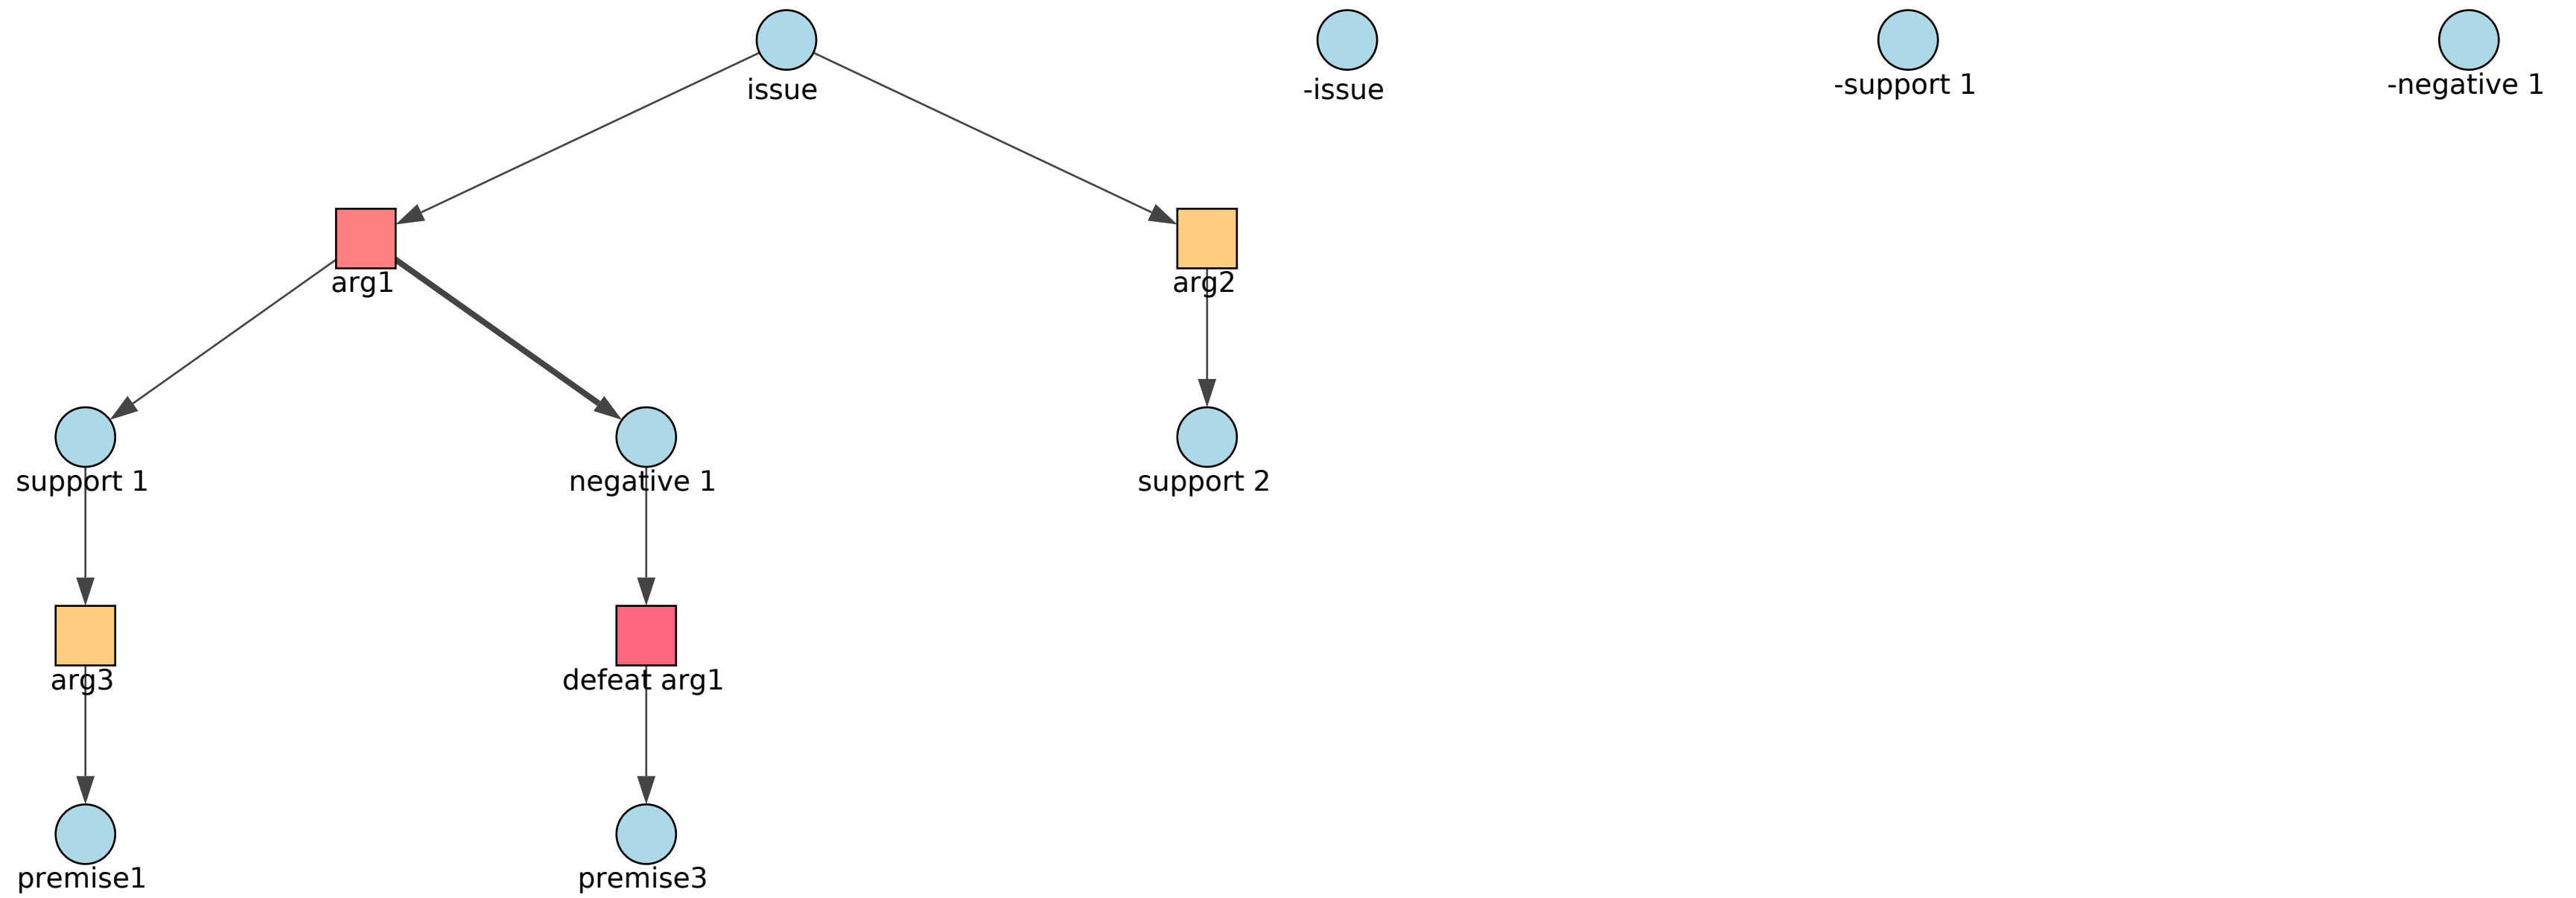 issue
-issue
-support 1
-negative 1
arg1
arg2
support 1
negative 1
support 2
arg3
defeat arg1
premise1
premise3